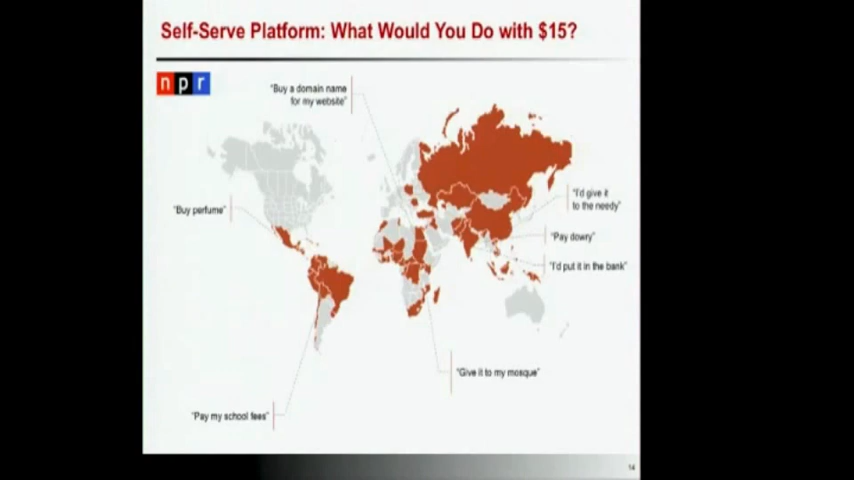 Self-Serve Platform: What Would You Do with $15?
npr
"Buy a domain name
for my website"
"Buy perfume"
"I'd give it
to the needy"
"Pay dowry"
"I'd put it in the bank"
"Give it to my mosque"
"Pay my school fees"
14